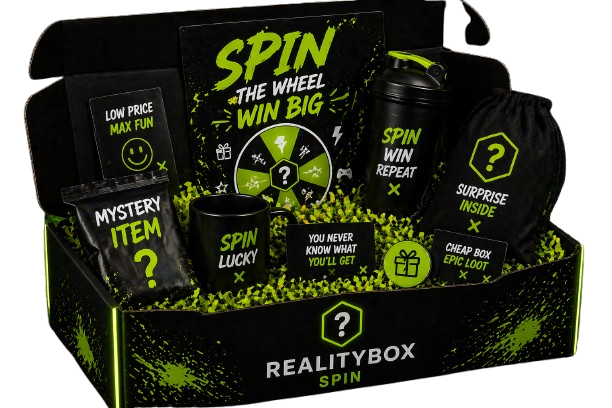 SPIN
THE WHEEL
WIN BIG
?
LOW PRICE
MAX FUN
SPIN
WIN
REPEAT
?
SURPRISE
INSIDE
MYSTERY
ITEM
?
SPIN
LUCKY
YOU NEVER
KNOW WHAT
YOU'LL GET
CHEAP BOX
EPIC LOOT
?
REALITYBOX
SPIN